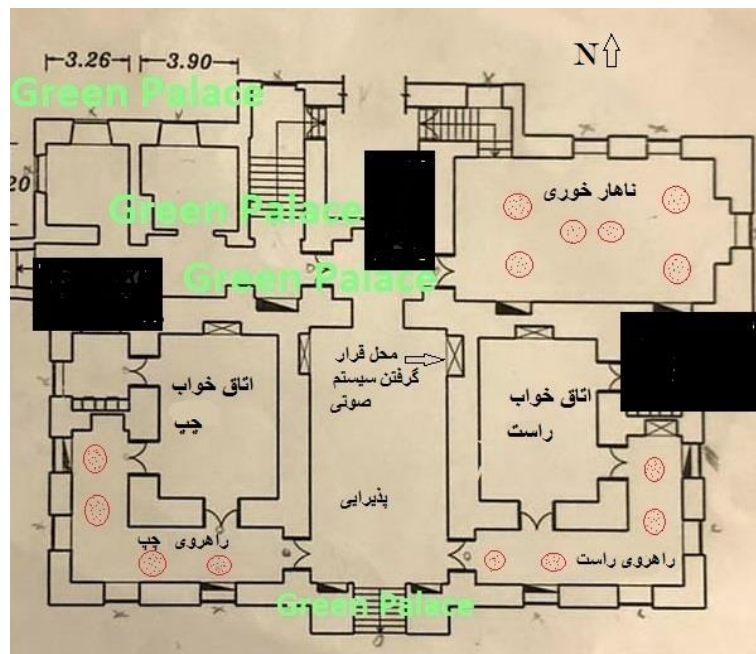 3.26
3.90
N
Green Palace
20
ناهار خوری
Green Palace
Green Palace
محل قرار
گرفتن سیستم
صوتی
اتاق خواب
چپ
اتاق خواب
راست
پذیرایی
راهروی چپ
راهروی راست
Green Palace